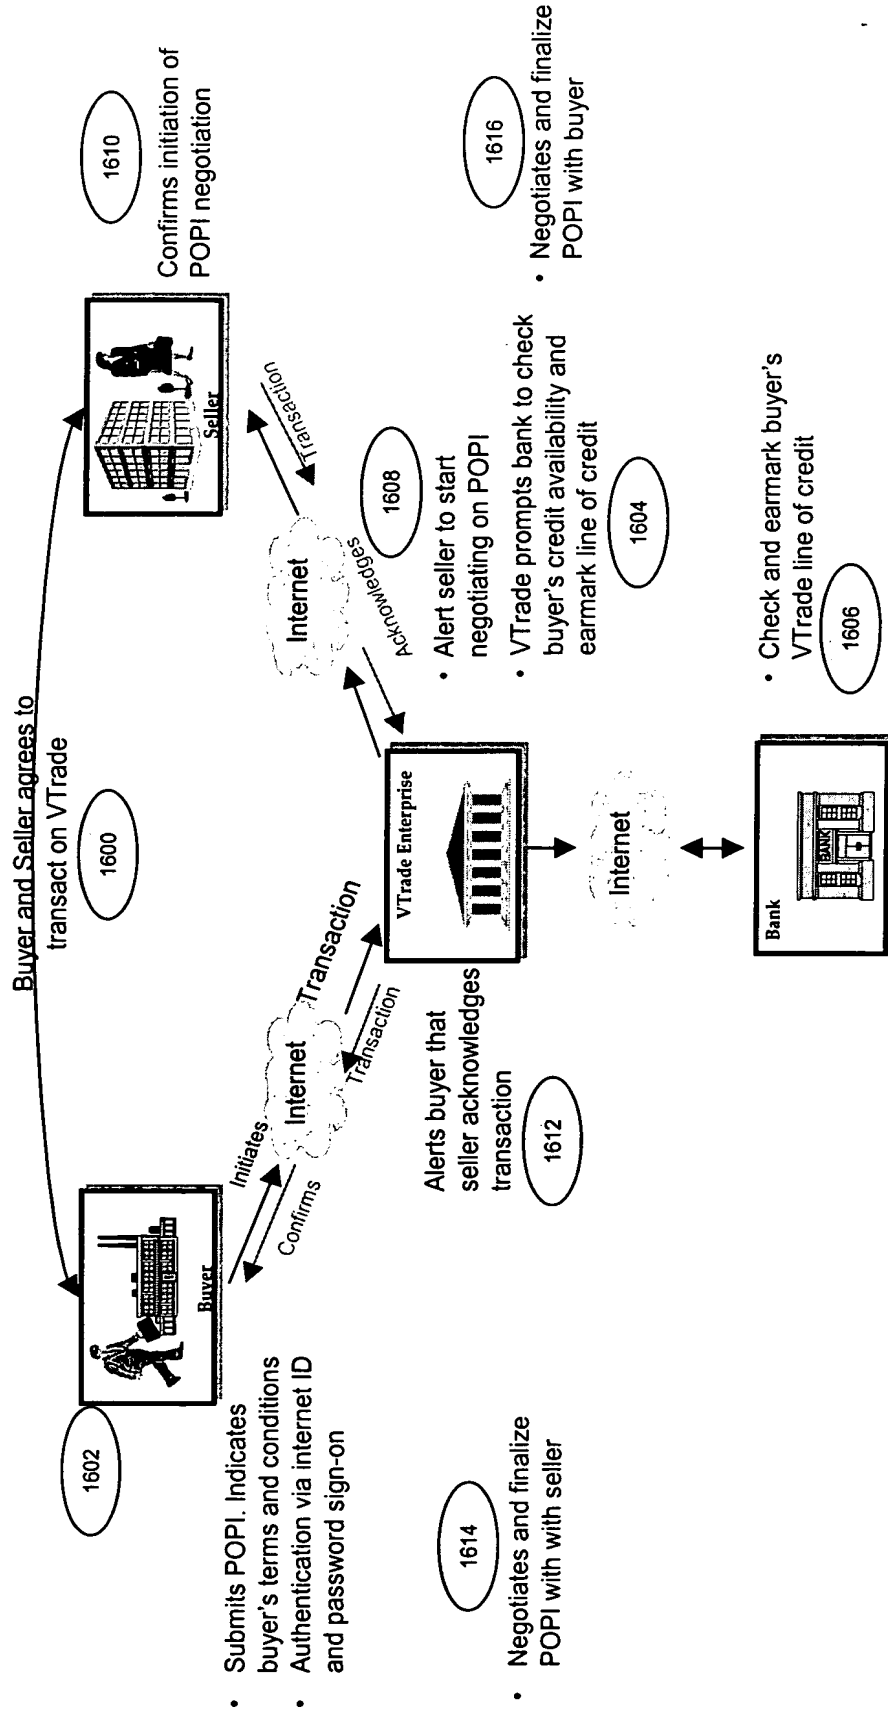 Buyer and Seller agrees to
transact on VTrade
1600
1602
Buyer
Submits POPI. Indicates
buyer's terms and conditions
Authentication via internet ID
and password sign-on
Initiates
Transaction
Internet
Confirms
Transaction
1610
Confirms initiation of
POPI negotiation
Seller
Transaction
Internet
Acknowledges
1608
Alert seller to start
negotiating on POPI
VTrade prompts bank to check
buyer's credit availability and
earmark line of credit
1604
VTrade Enterprise
Alerts buyer that
seller acknowledges
transaction
1612
1614
Negotiates and finalize
POPI with with seller
1616
Negotiates and finalize
POPI with buyer
Internet
Bank
BANK
Check and earmark buyer's
VTrade line of credit
1606